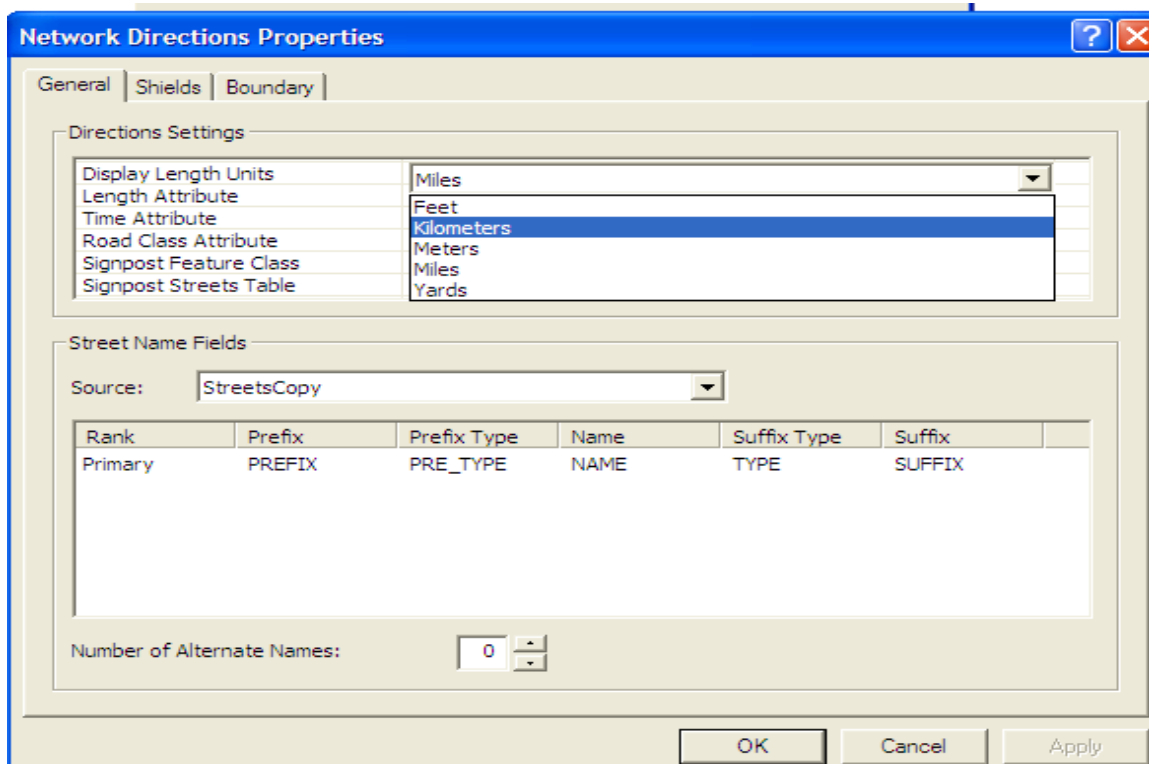 Network Directions Properties ?
General Shields Boundary
Directions Settings
Display Length Units Miles
Length Attribute Feet
Time Attribute Kilometers
Road Class Attribute Meters
Signpost Feature Class Miles
Signpost Streets Table Yards
Street Name Fields
Source: StreetsCopy
Rank Prefix Prefix Type Name Suffix Type Suffix
Primary PREFIX PRE_TYPE NAME TYPE SUFFIX
Number of Alternate Names: 0
OK Cancel Apply